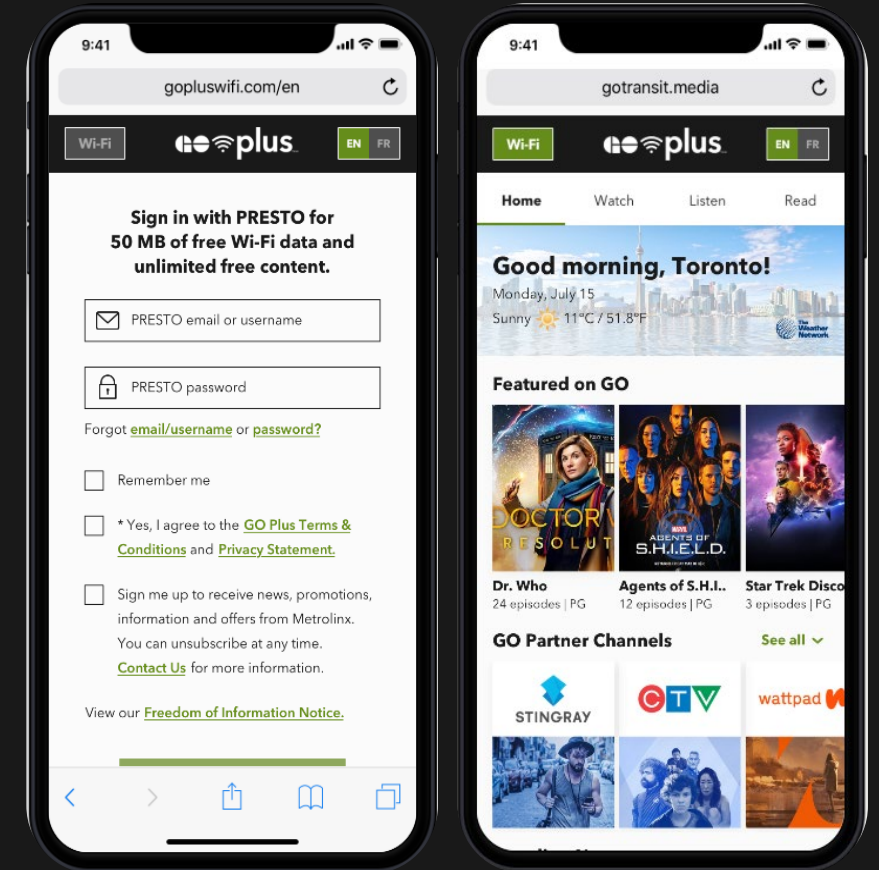 9:41
gopluswifi.com/en
Wi-Fi
GO plus
EN FR
Sign in with PRESTO for
50 MB of free Wi-Fi data and
unlimited free content.
PRESTO email or username
PRESTO password
Forgot email/username or password?
Remember me
* Yes, I agree to the GO Plus Terms &
Conditions and Privacy Statement.
Sign me up to receive news, promotions,
information and offers from Metrolinx.
You can unsubscribe at any time.
Contact Us for more information.
View our Freedom of Information Notice.
9:41
gotransit.media
Wi-Fi
GO plus
EN FR
Home Watch Listen Read
Good morning, Toronto!
Monday, July 15
Sunny 11°C / 51.8°F
The
Weather
Network
Featured on GO
DOCTOR W
RESOLUT
MARVEL
AGENTS OF
S.H.I.E.L.D.
Dr. Who
24 episodes | PG
Agents of S.H.I..
12 episodes | PG
Star Trek Disco
3 episodes | PG
GO Partner Channels
See all
STINGRAY
CTV
wattpad